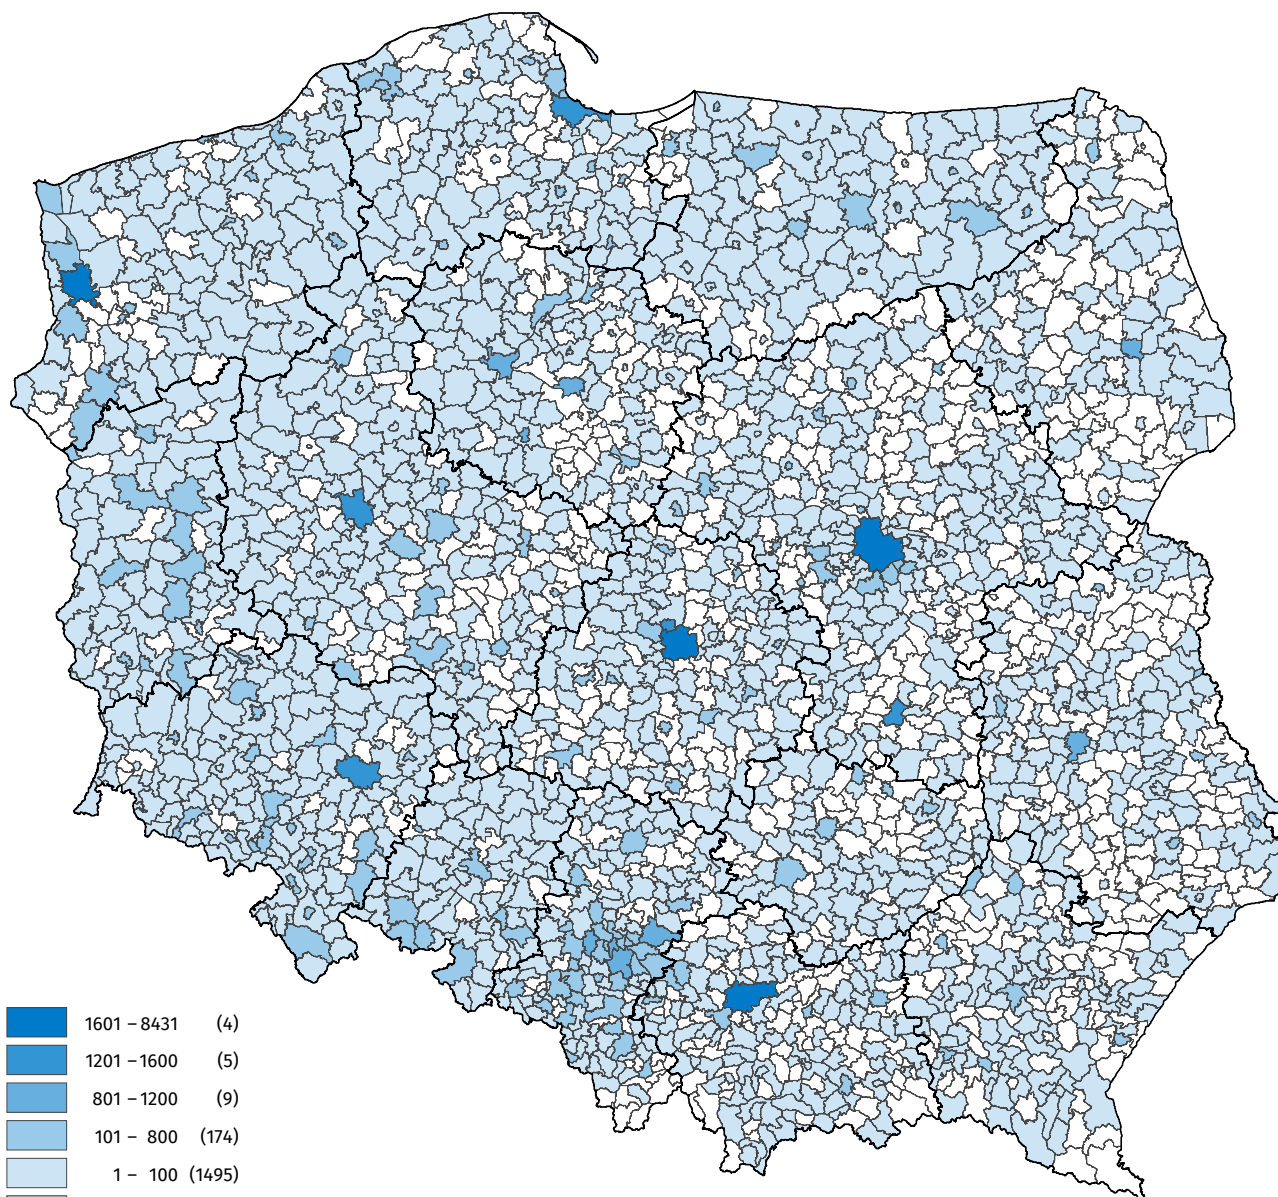 1601 – 8431 (4)
1201 – 1600 (5)
801 – 1200 (9)
101 – 800 (174)
1 – 100 (1495)